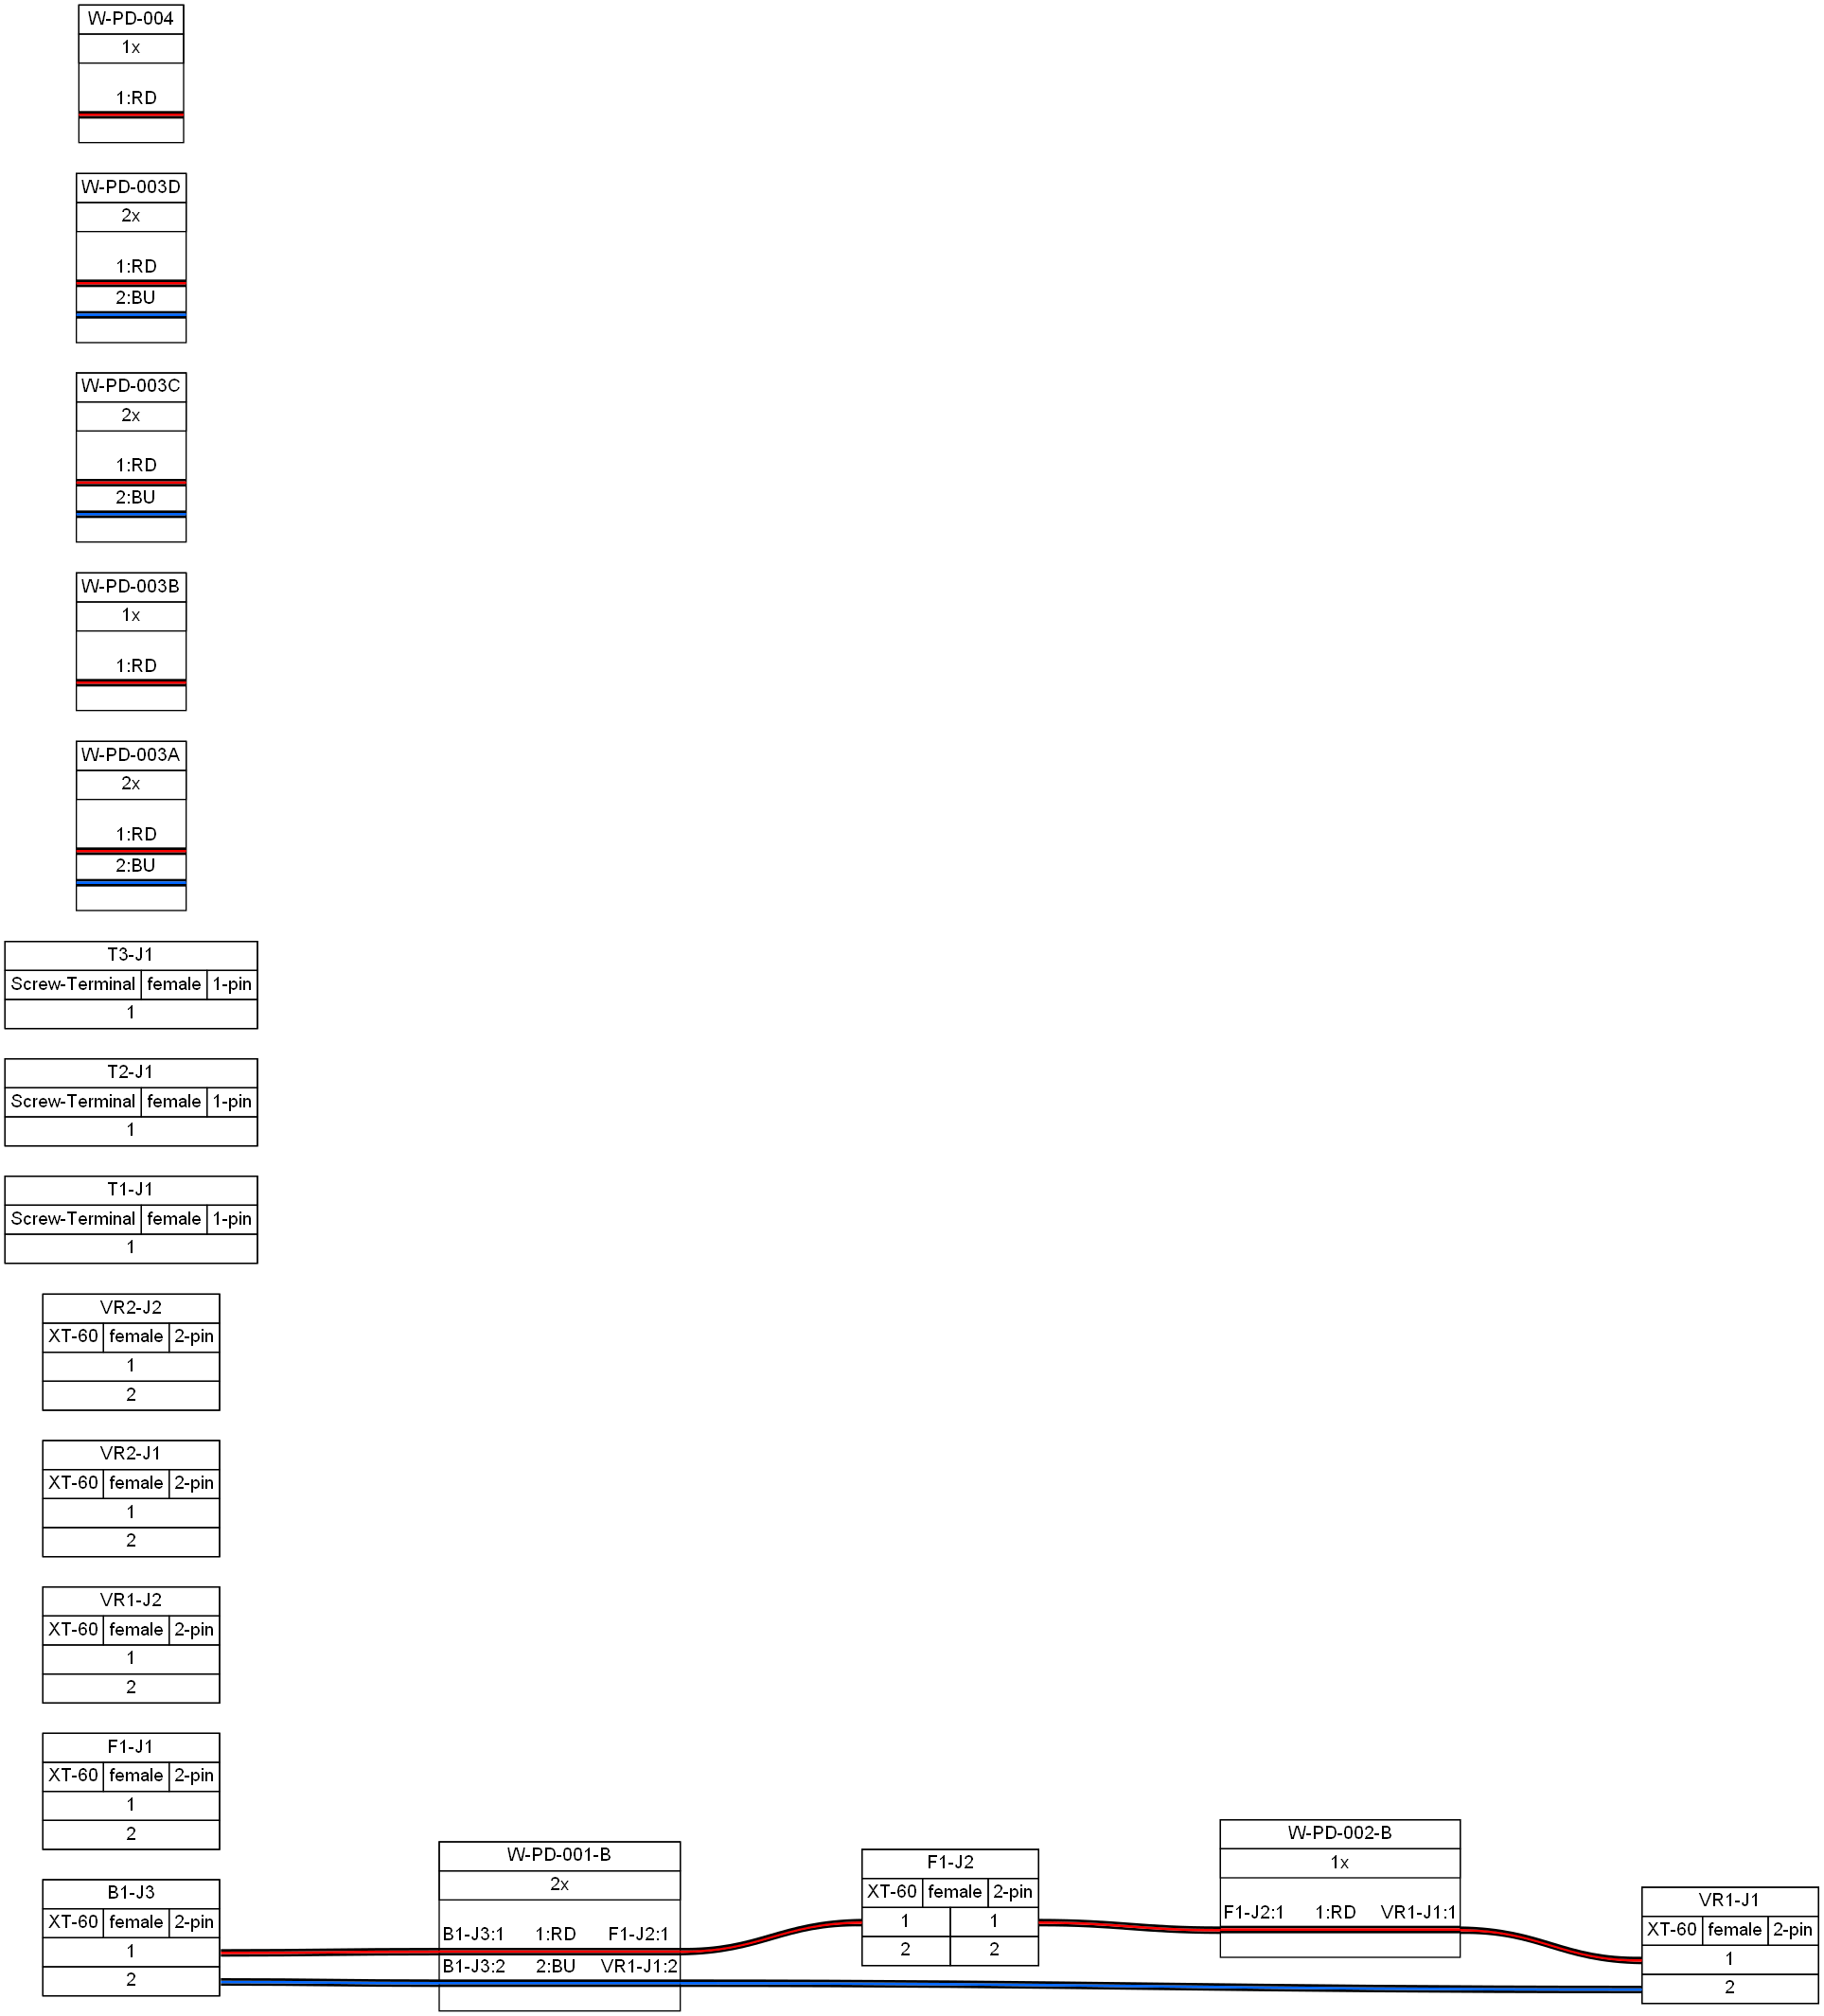 W-PD-004
1x
1:RD
W-PD-003D
2x
1:RD
2:BU
W-PD-003C
2x
1:RD
2:BU
W-PD-003B
1x
1:RD
W-PD-003A
2x
1:RD
2:BU
T3-J1
Screw-Terminal female 1-pin
1
T2-J1
Screw-Terminal female 1-pin
1
T1-J1
Screw-Terminal female 1-pin
1
VR2-J2
XT-60 female 2-pin
1
2
VR2-J1
XT-60 female 2-pin
1
2
VR1-J2
XT-60 female 2-pin
1
2
F1-J1
XT-60 female 2-pin
1
2
B1-J3
XT-60 female 2-pin
1
2
W-PD-001-B
2x
B1-J3:1 1:RD F1-J2:1
B1-J3:2 2:BU VR1-J1:2
F1-J2
XT-60 female 2-pin
1 1
2 2
W-PD-002-B
1x
F1-J2:1 1:RD VR1-J1:1
VR1-J1
XT-60 female 2-pin
1
2